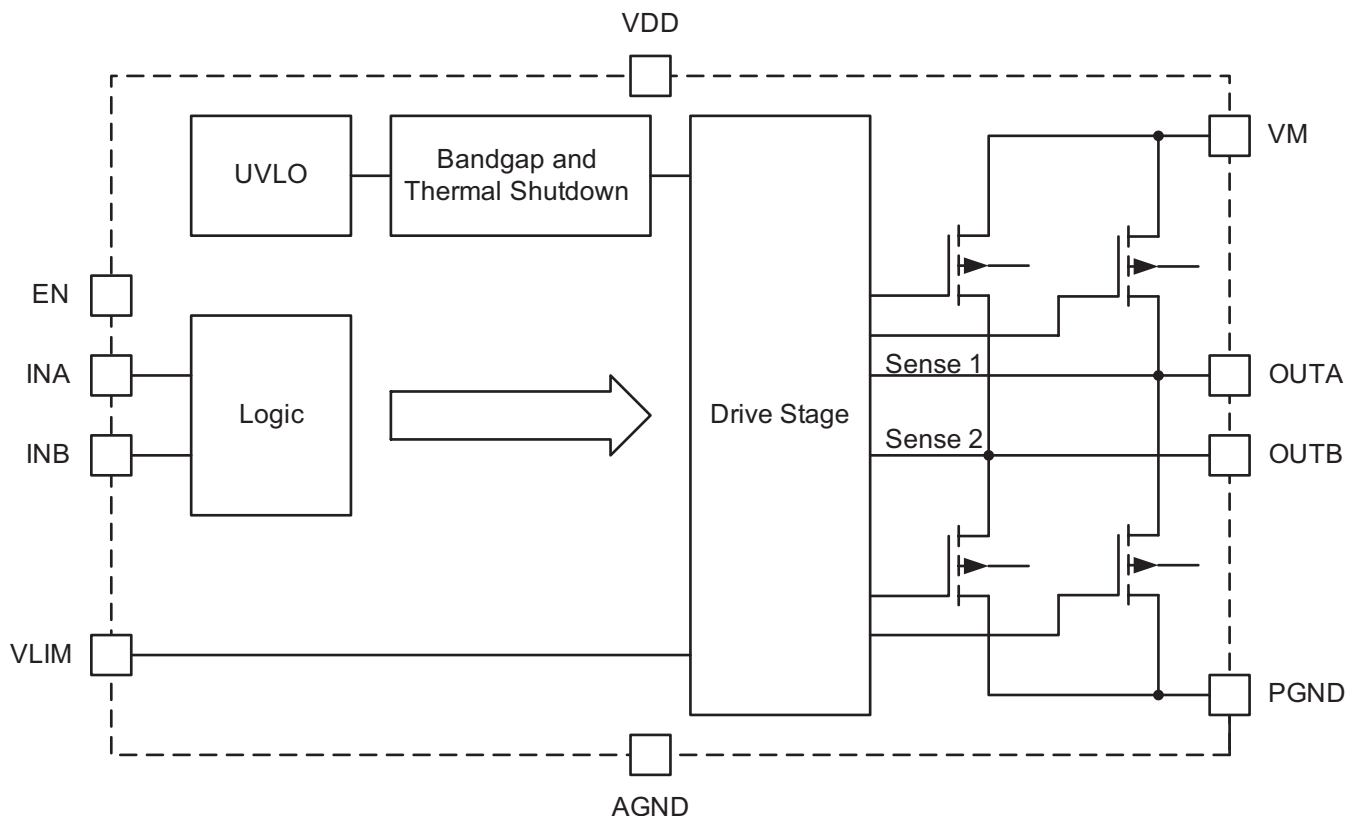 VDD
VM
UVLO
Bandgap and
Thermal Shutdown
EN
INA
INB
Logic
Drive Stage
Sense 1
Sense 2
OUTA
OUTB
VLIM
PGND
AGND